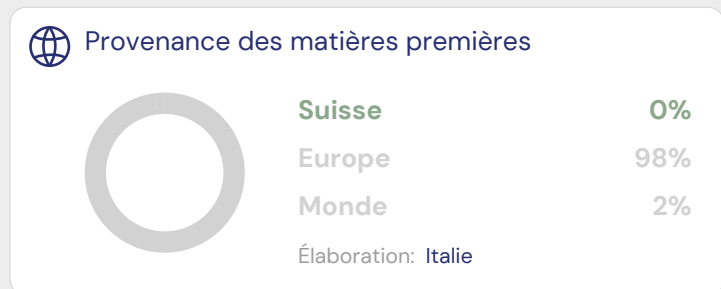 Provenance des matières premières
Suisse 0%
Europe 98%
Monde 2%
Élaboration: Italie